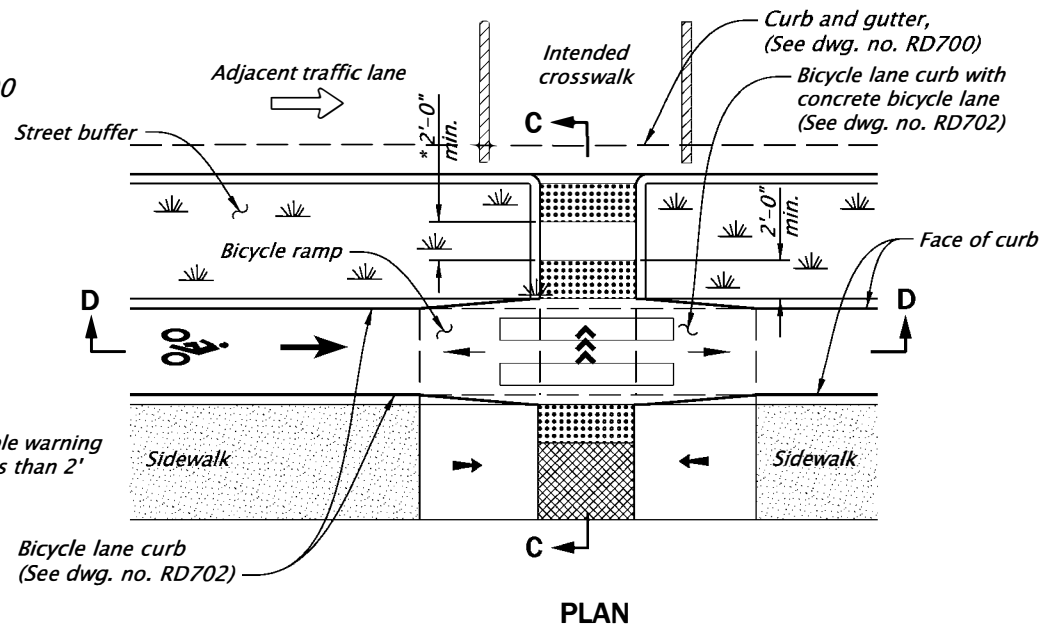 Curb and gutter,
(See dwg. no. RD700)
Intended
crosswalk
Adjacent traffic lane
Bicycle lane curb with
concrete bicycle lane
(See dwg. no. RD702)
Street buffer
C
* 2'-0"
min.
2'-0"
min.
Bicycle ramp
Face of curb
D
D
le warning
s than 2'
Sidewalk
Sidewalk
Bicycle lane curb
(See dwg. no. RD702)
C
PLAN